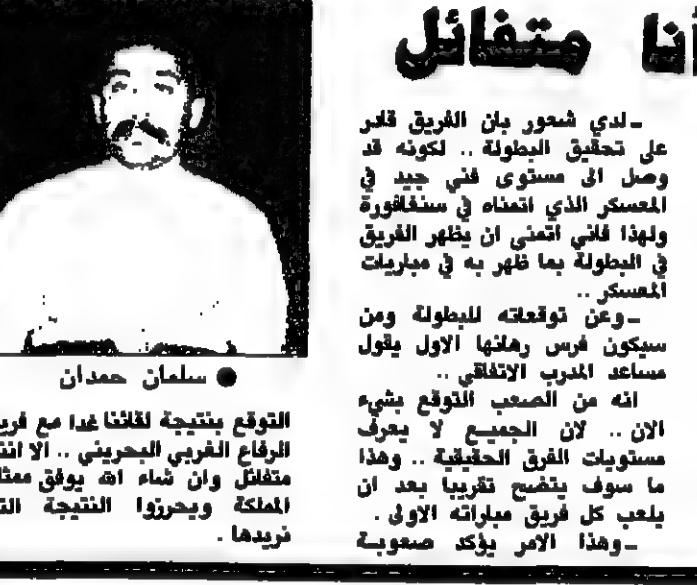 أنا متفائل
ـ لدي شعور بان الفريق قادر
على تحقيق البطولة .. لكونه قد
وصل الى مستوى فني جيد في
المعسكر الذي اتمناه في سنغافورة
ولهذا فاني اتمنى ان يظهر الفريق
في البطولة بما ظهر به في مباريات
المعسكر ..
ـ وعن توقعاته للبطولة ومن
سيكون فرس رهانها الاول يقول
مساعد المدرب الاتفاقي ..
انه من الصعب التوقع بشيء
الان .. لان الجميع لا يعرف
مستويات الفرق الحقيقية .. وهذا
ما سوف يتضح تقريبا بعد ان
يلعب كل فريق مباراته الاولى .
ـ وهذا الامر يؤكد صعوبة
● سلمان حمدان
التوقع بنتيجة لقائنا غدا مع فريق
الرفاع الغربي البحريني .. الا انني
متفائل وان شاء الله يوفق
المملكة ويحرزوا النتيجة
نريدها .